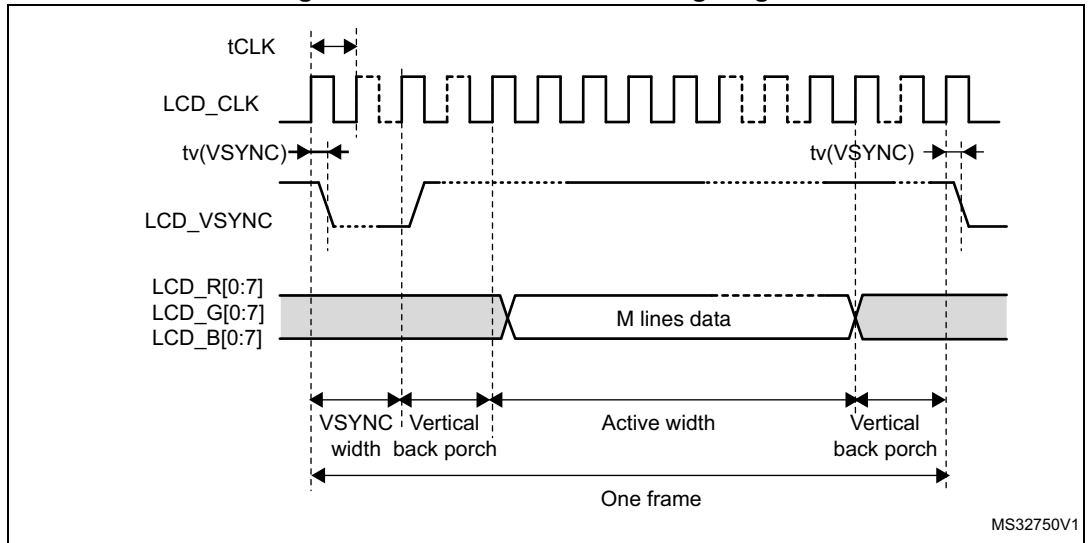 tCLK
LCD_CLK
tv(VSYNC) tv(VSYNC)
LCD_VSYNC
LCD_R[0:7]
LCD_G[0:7]
LCD_B[0:7]
M lines data
VSYNC width
Vertical back porch
Active width
Vertical back porch
One frame
MS32750V1